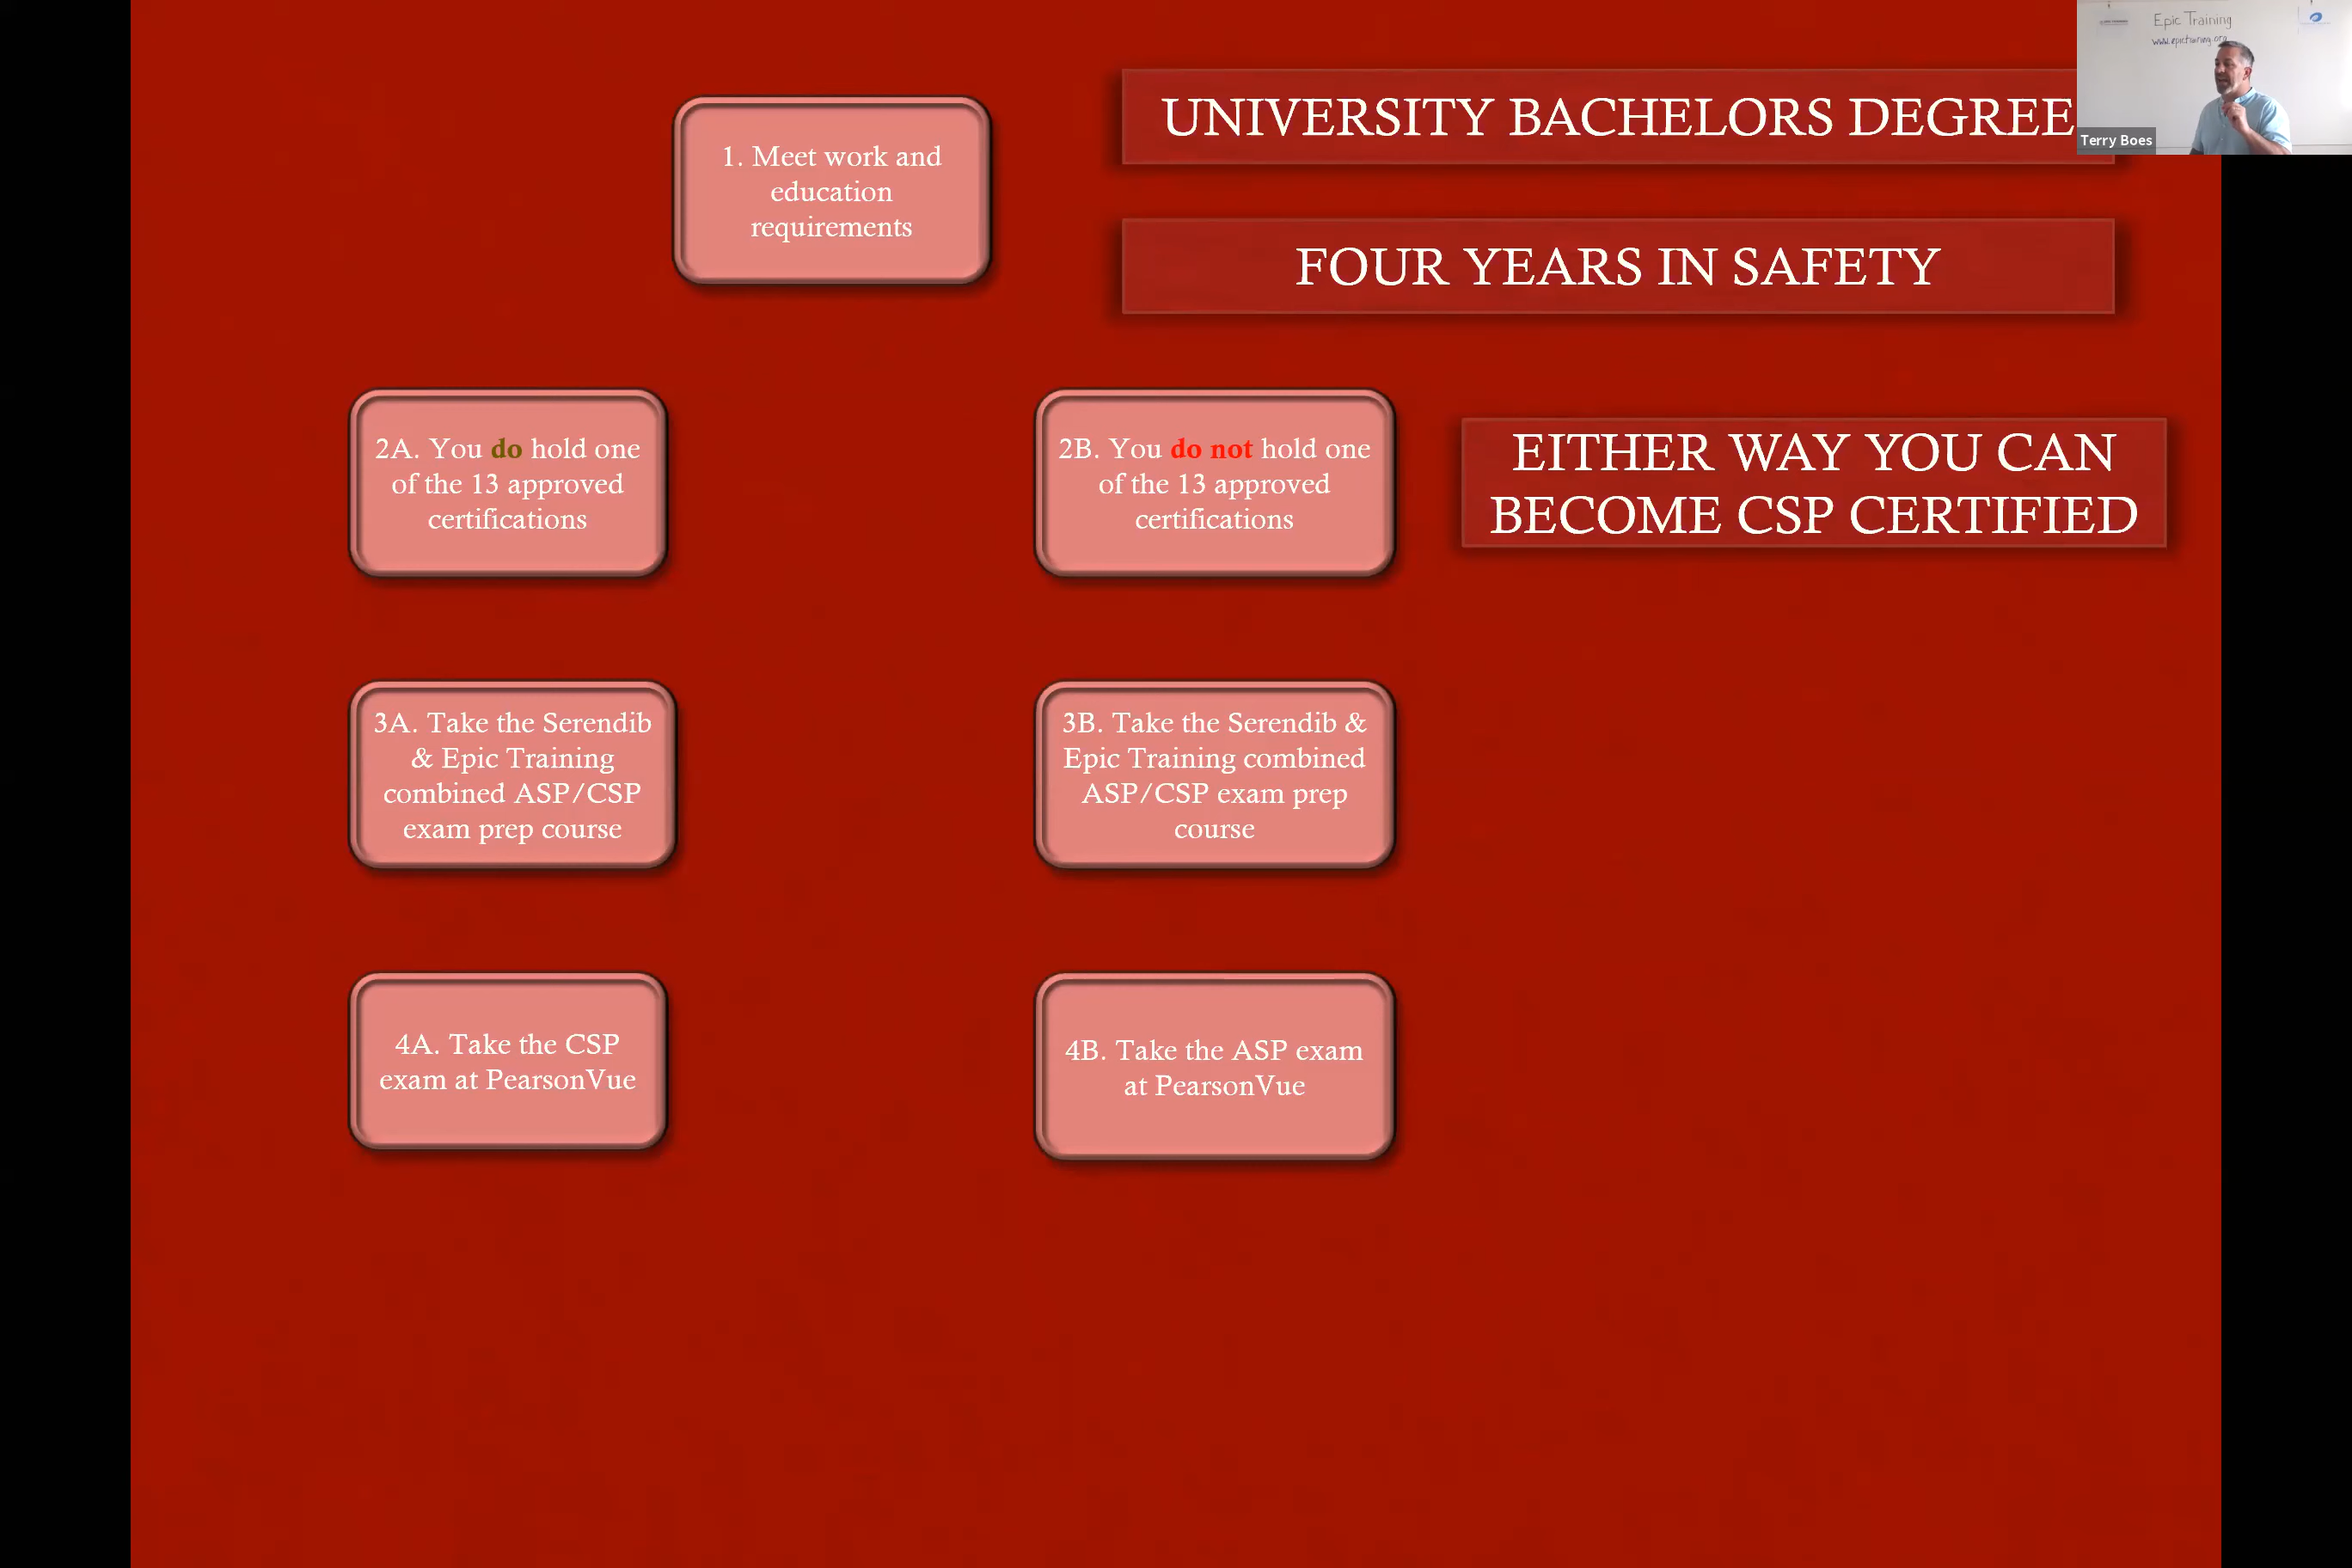 Epic Training
www.epictraining.org
Terry Boes
UNIVERSITY BACHELORS DEGREE
1. Meet work and
education
requirements
FOUR YEARS IN SAFETY
2A. You do hold one
of the 13 approved
certifications
2B. You do not hold one
of the 13 approved
certifications
EITHER WAY YOU CAN
BECOME CSP CERTIFIED
3A. Take the Serendib
& Epic Training
combined ASP/CSP
exam prep course
3B. Take the Serendib &
Epic Training combined
ASP/CSP exam prep
course
4A. Take the CSP
exam at PearsonVue
4B. Take the ASP exam
at PearsonVue